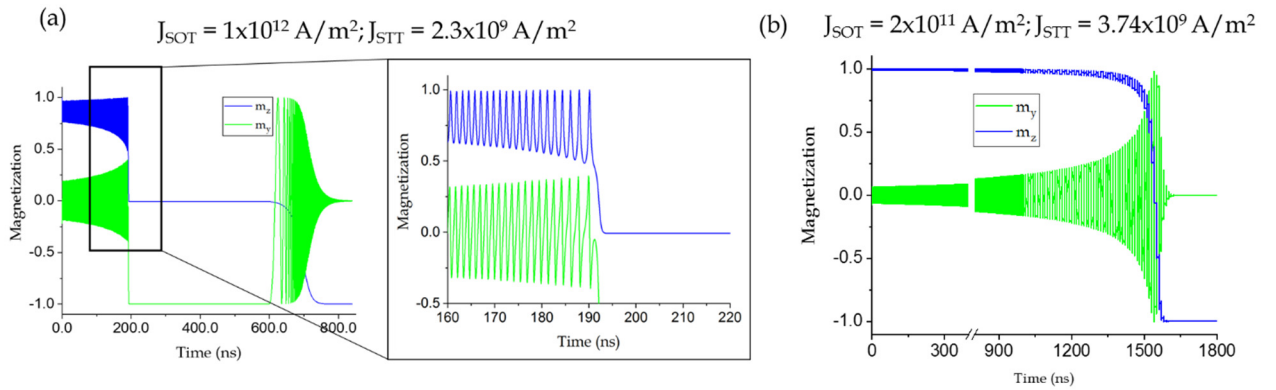 (a)
J_SOT = 1x10^12 A/m^2; J_STT = 2.3x10^9 A/m^2
Magnetization
1.0
0.5
0.0
-0.5
-1.0
m_z
m_y
0.0 200.0 400.0 600.0 800.0
Time (ns)
Magnetization
1.0
0.5
0.0
-0.5
160 170 180 190 200 210 220
Time (ns)
(b)
J_SOT = 2x10^11 A/m^2; J_STT = 3.74x10^9 A/m^2
Magnetization
1.0
0.5
0.0
-0.5
-1.0
m_y
m_z
0 300 900 1200 1500 1800
Time (ns)